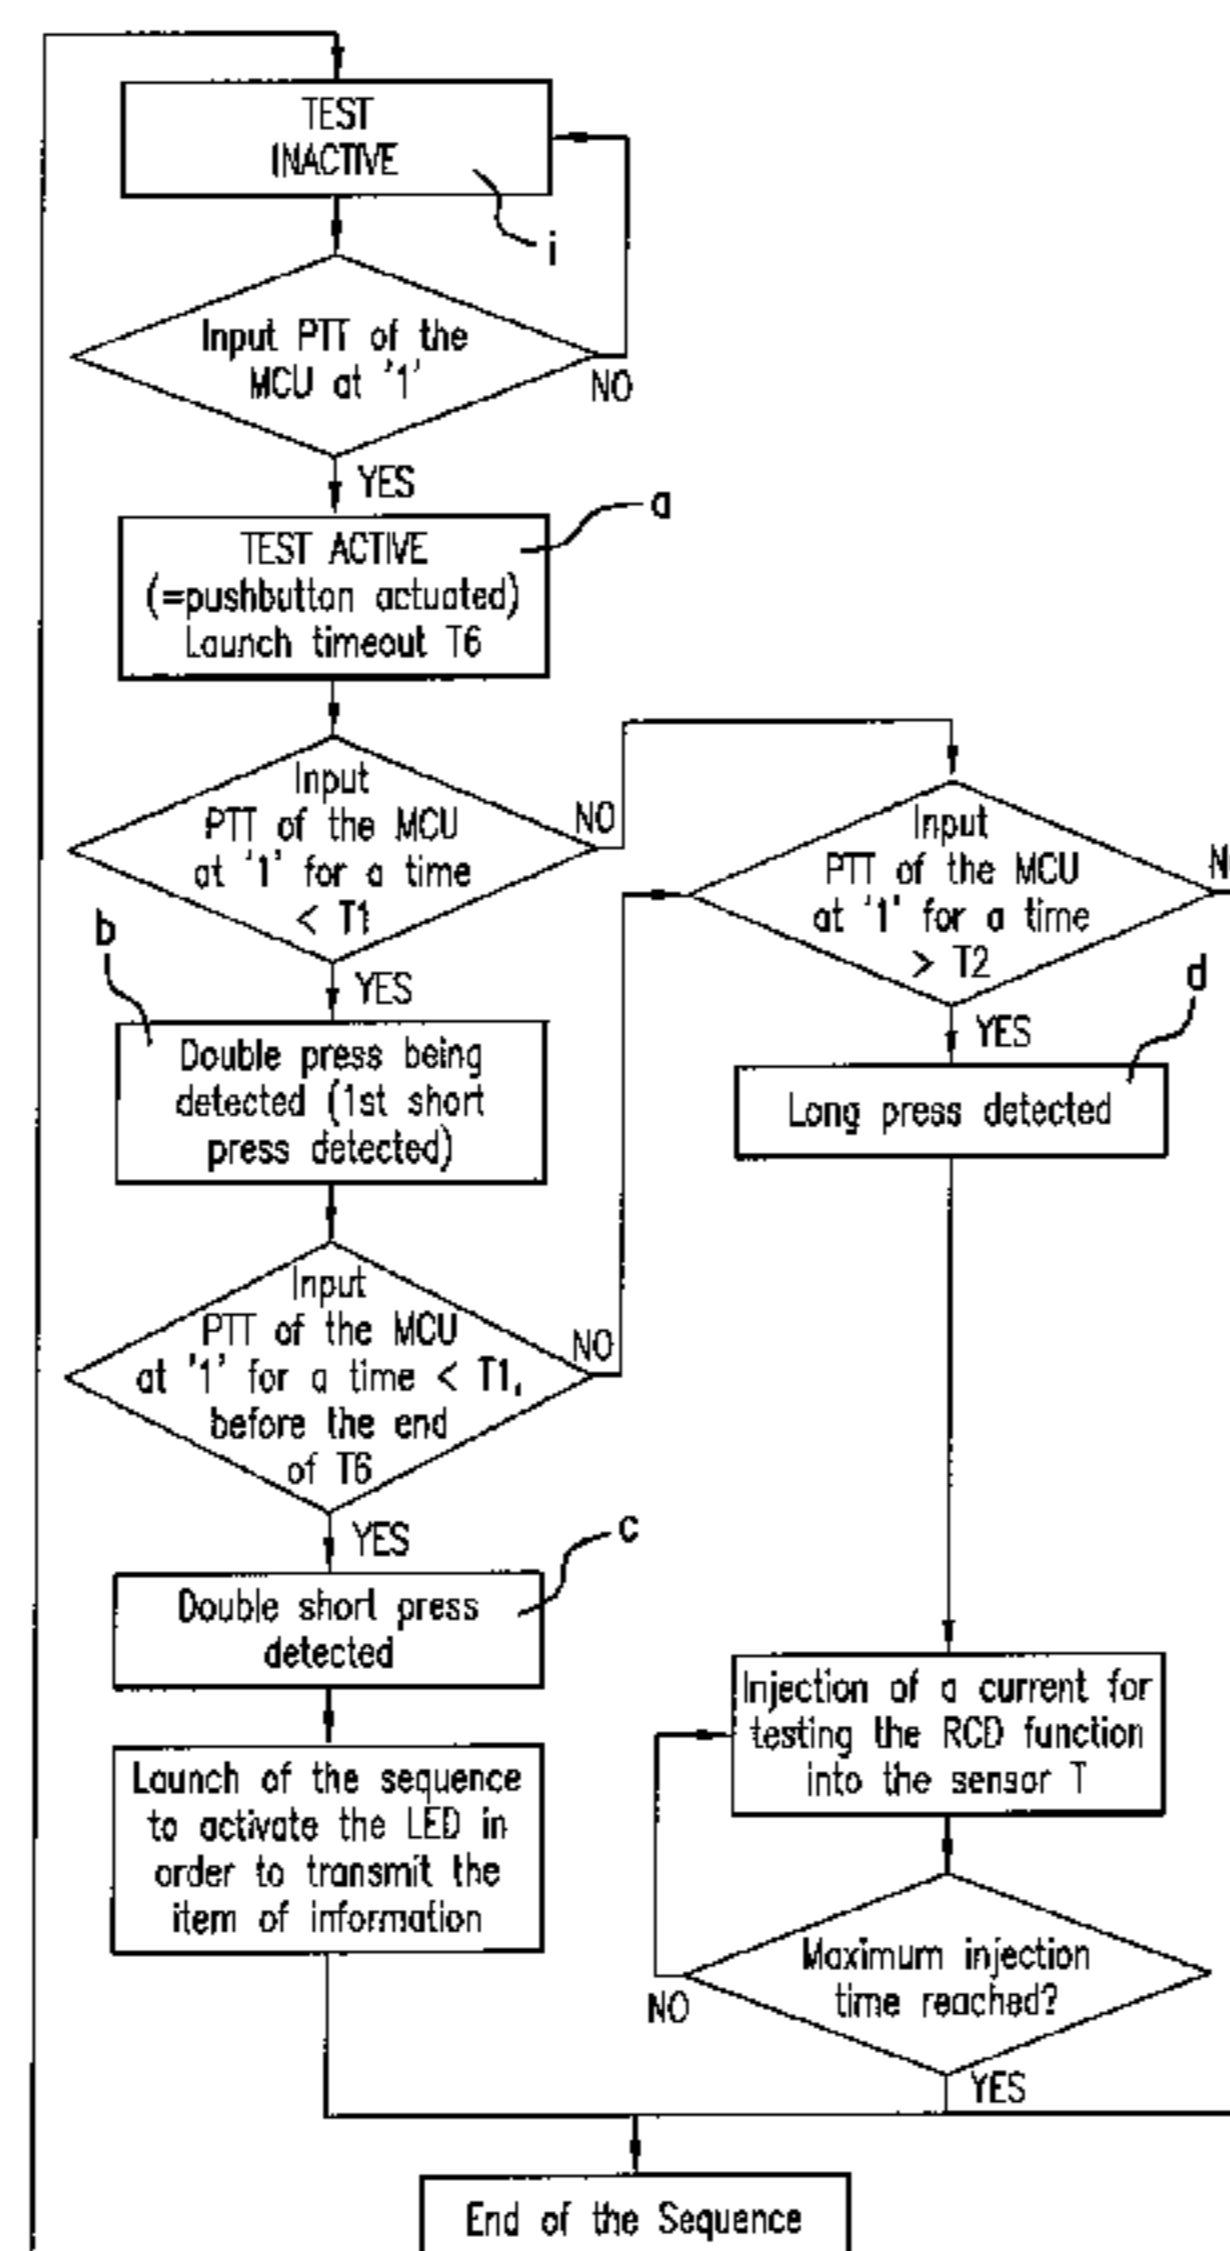 TEST
INACTIVE
i
Input PTT of the
MCU at '1'
NO
YES
a
TEST ACTIVE
(=pushbutton actuated)
Launch timeout T6
Input
PTT of the MCU
at '1' for a time
< T1
NO
YES
b
Double press being
detected (1st short
press detected)
Input
PTT of the MCU
at '1' for a time < T1,
before the end
of T6
NO
YES
c
Double short press
detected
Launch of the sequence
to activate the LED in
order to transmit the
item of information
Input
PTT of the MCU
at '1' for a time
> T2
YES
d
Long press detected
Injection of a current for
testing the RCD function
into the sensor T
Maximum injection
time reached?
NO
YES
End of the Sequence